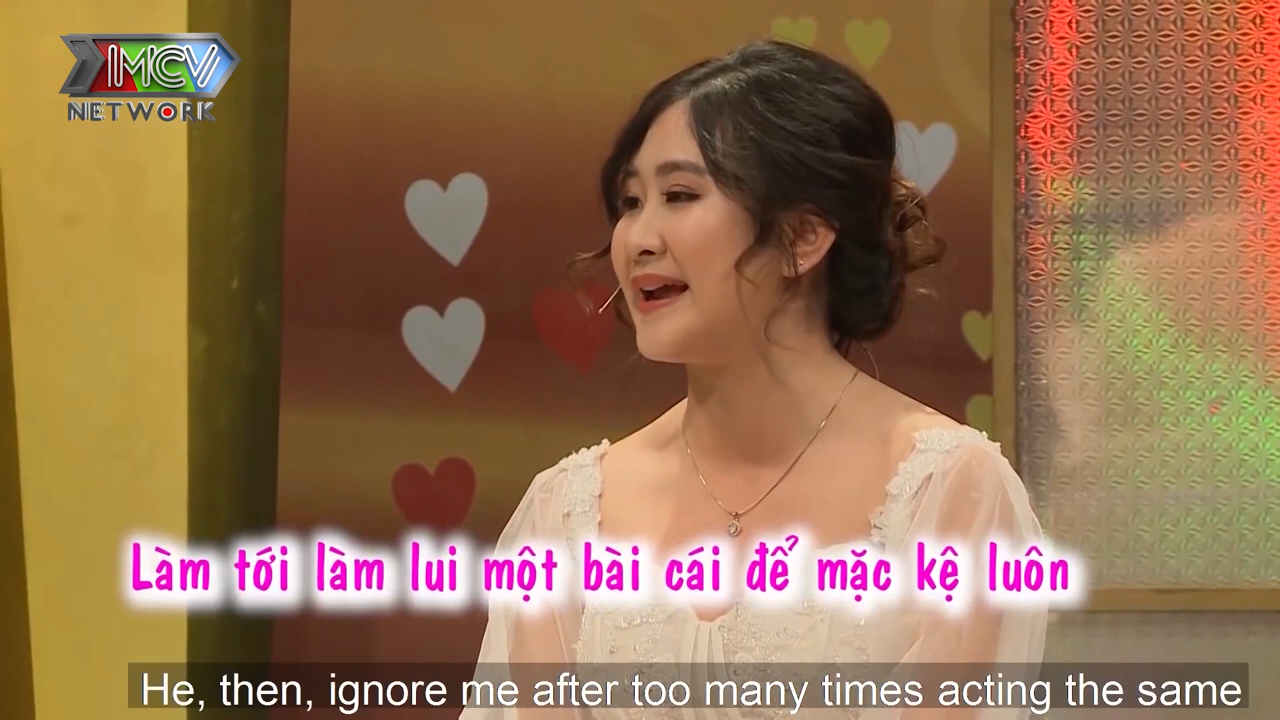 MCV
NETWORK
Làm tới làm lui một bài cái để mặc kệ luôn
He, then, ignore me after too many times acting the same